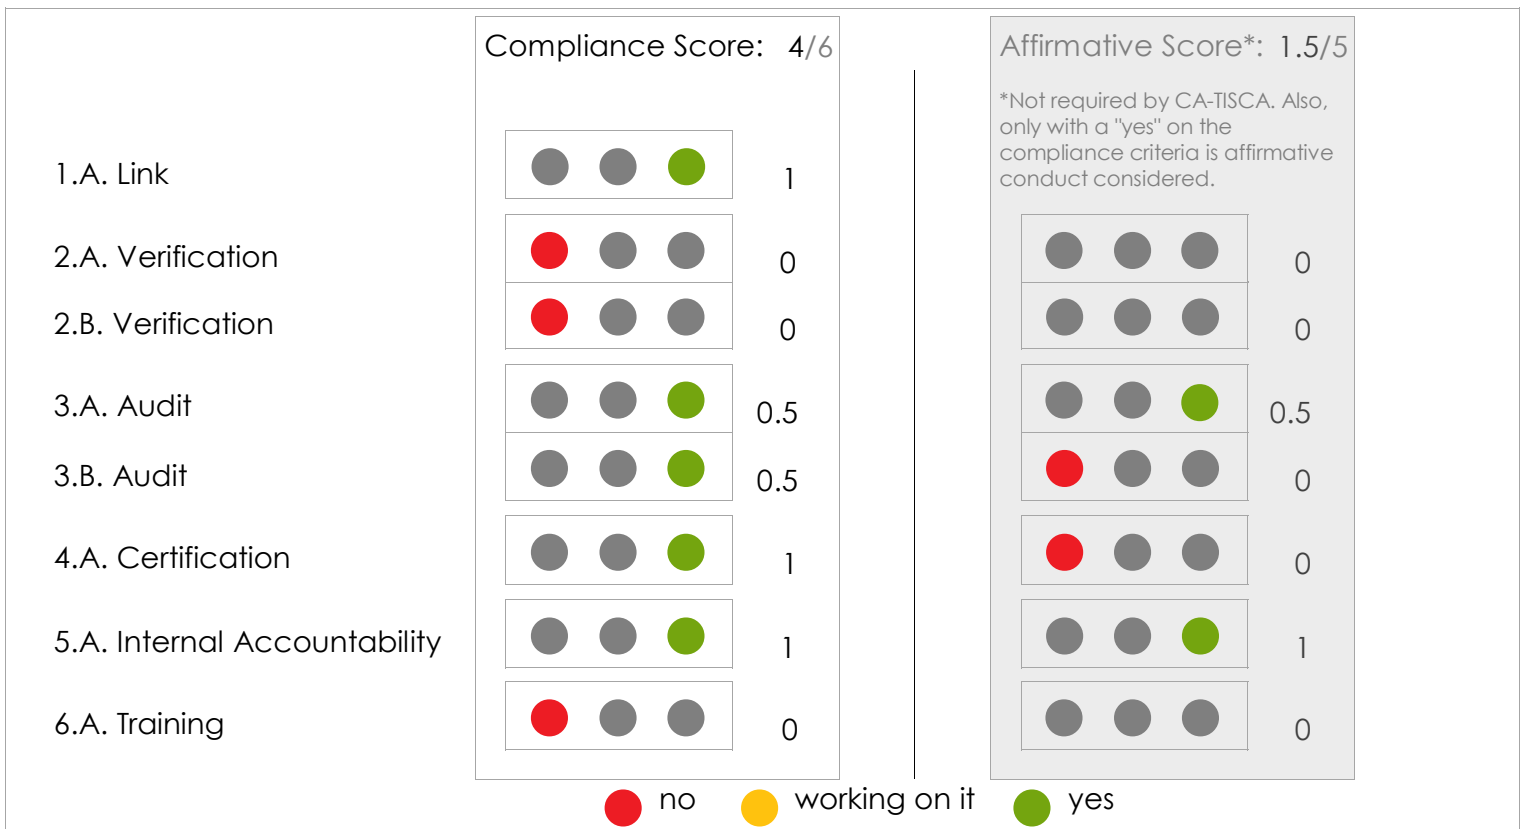 Compliance Score: 4/6
Affirmative Score*: 1.5/5
*Not required by CA-TISCA. Also,
only with a "yes" on the
compliance criteria is affirmative
conduct considered.
1.A. Link 1
2.A. Verification 0 0
2.B. Verification 0 0
3.A. Audit 0.5 0.5
3.B. Audit 0.5 0
4.A. Certification 1 0
5.A. Internal Accountability 1 1
6.A. Training 0 0
no working on it yes